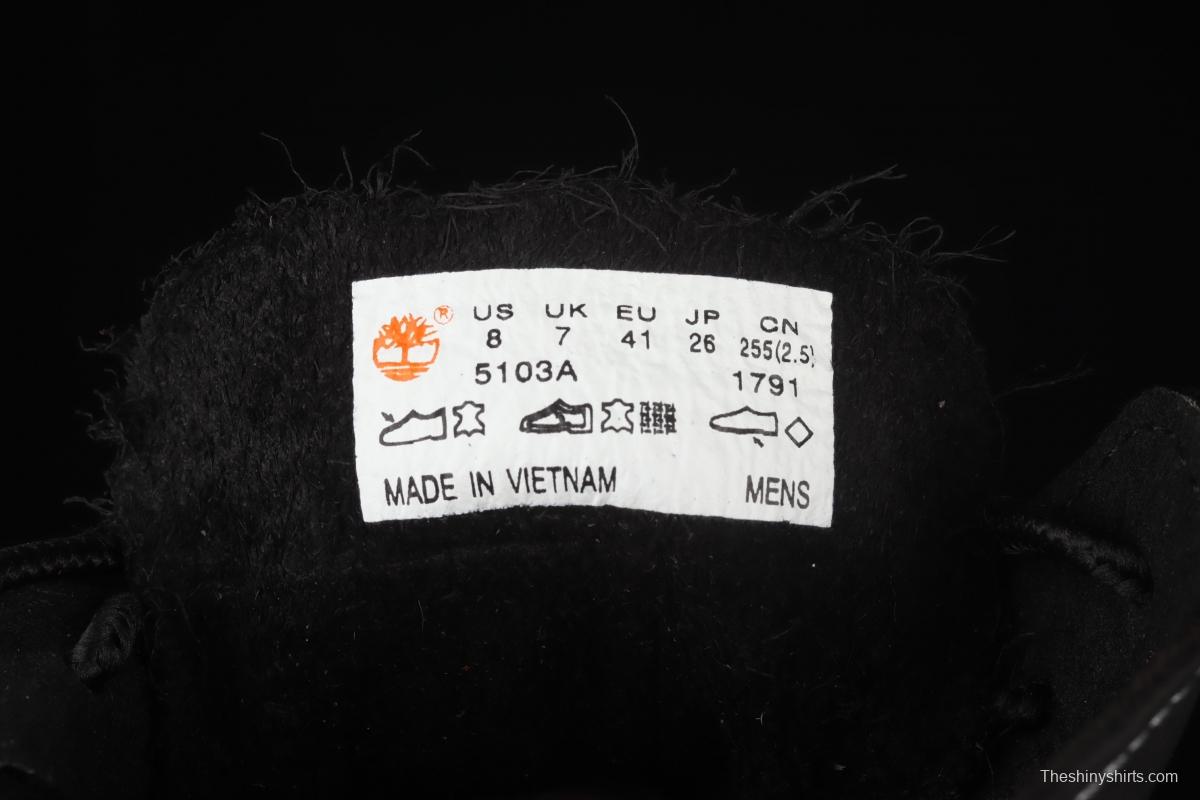 ® US UK EU JP CN
8 7 41 26 255(2.5)
5103A 1791
MADE IN VIETNAM MENS
Theshinyshirts.com